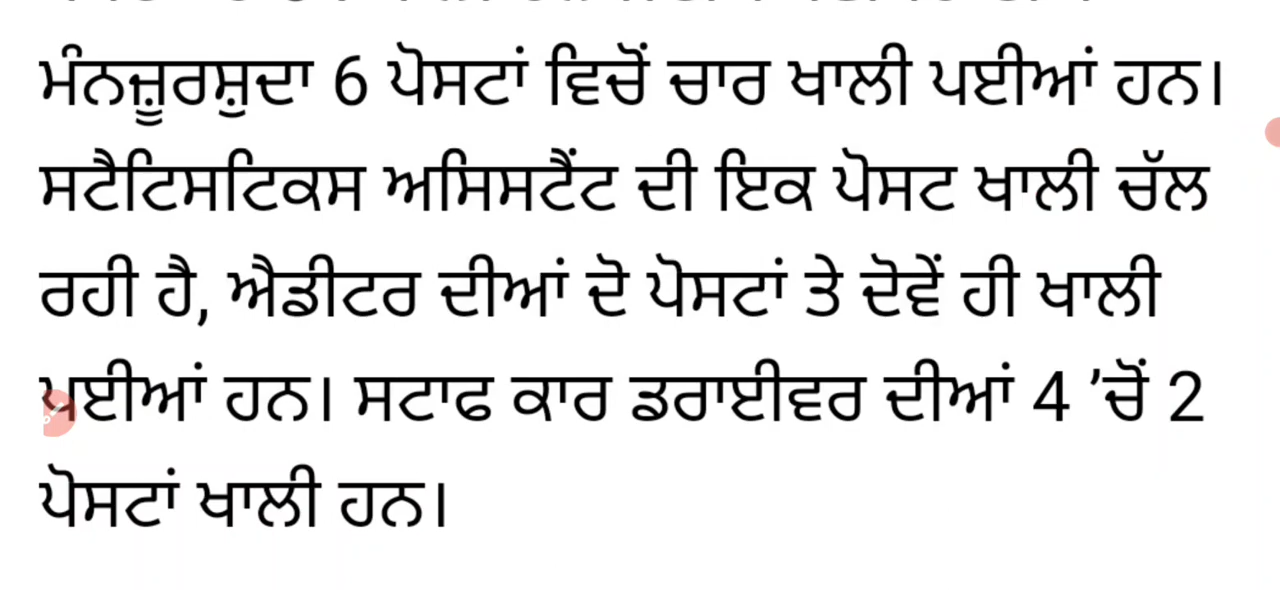 ਮੰਨਜ਼ੂਰਸ਼ੁਦਾ 6 ਪੋਸਟਾਂ ਵਿਚੋਂ ਚਾਰ ਖਾਲੀ ਪਈਆਂ ਹਨ।
ਸਟੈਟਿਸਟਿਕਸ ਅਸਿਸਟੈਂਟ ਦੀ ਇਕ ਪੋਸਟ ਖਾਲੀ ਚੱਲ
ਰਹੀ ਹੈ, ਐਡੀਟਰ ਦੀਆਂ ਦੋ ਪੋਸਟਾਂ ਤੇ ਦੋਵੇਂ ਹੀ ਖਾਲੀ
ਪਈਆਂ ਹਨ। ਸਟਾਫ ਕਾਰ ਡਰਾਈਵਰ ਦੀਆਂ 4 ’ਚੋਂ 2
ਪੋਸਟਾਂ ਖਾਲੀ ਹਨ।